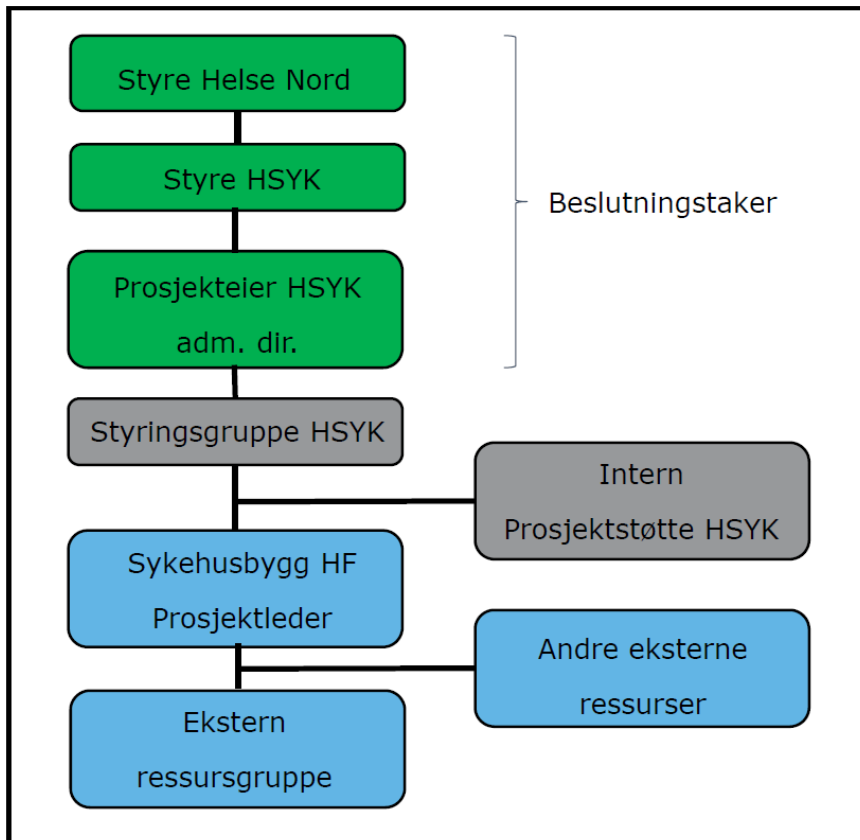 Styre Helse Nord
Styre HSYK
Beslutningstaker
Prosjekteier HSYK
adm. dir.
Styringsgruppe HSYK
Intern
Prosjektstøtte HSYK
Sykehusbygg HF
Prosjektleder
Andre eksterne
ressurser
Ekstern
ressursgruppe